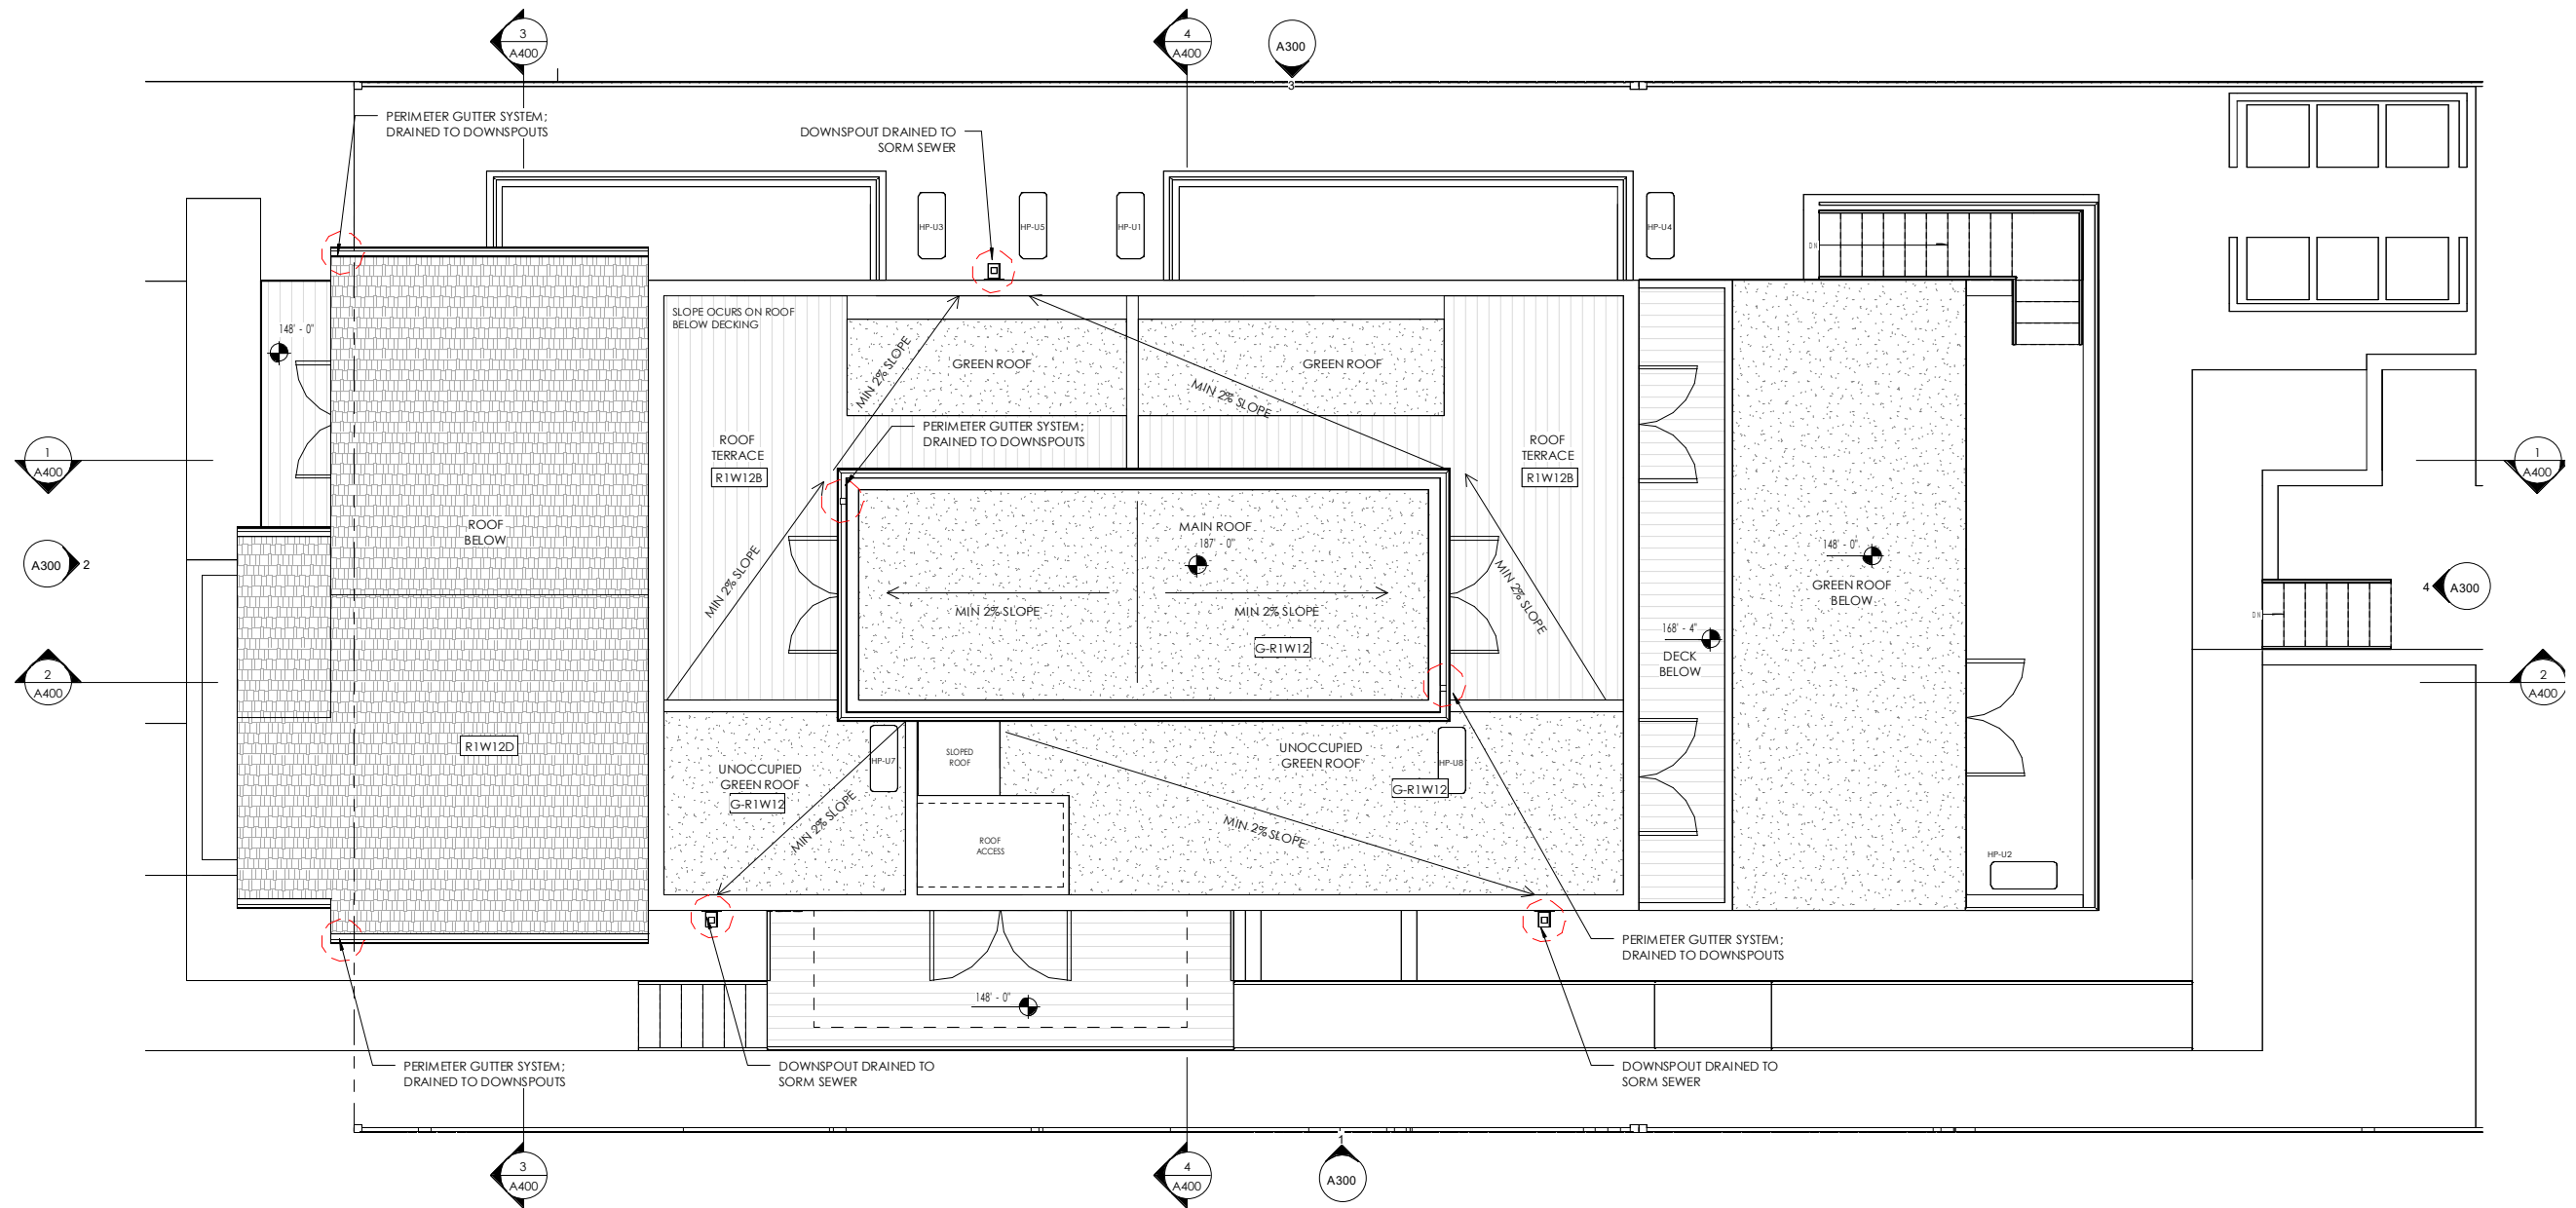 3
A400
4
A400
A300
3
PERIMETER GUTTER SYSTEM;
DRAINED TO DOWNSPOUTS
DOWNSPOUT DRAINED TO
SORM SEWER
HP-U3
HP-U5
HP-U1
HP-U4
DN
148' - 0"
SLOPE OCURS ON ROOF
BELOW DECKING
MIN 2% SLOPE
GREEN ROOF
GREEN ROOF
MIN 2% SLOPE
PERIMETER GUTTER SYSTEM;
DRAINED TO DOWNSPOUTS
ROOF
TERRACE
R1W12B
ROOF
TERRACE
R1W12B
1
A400
1
A400
ROOF
BELOW
MAIN ROOF
187' - 0"
148' - 0"
GREEN ROOF
BELOW
A300
2
MIN 2% SLOPE
MIN 2% SLOPE
MIN 2% SLOPE
MIN 2% SLOPE
4
A300
DN
168' - 4"
DECK
BELOW
G-R1W12
2
A400
2
A400
R1W12D
UNOCCUPIED
GREEN ROOF
G-R1W12
HP-U7
SLOPED
ROOF
UNOCCUPIED
GREEN ROOF
HP-U8
G-R1W12
MIN 2% SLOPE
MIN 2% SLOPE
ROOF
ACCESS
HP-U2
PERIMETER GUTTER SYSTEM;
DRAINED TO DOWNSPOUTS
148' - 0"
PERIMETER GUTTER SYSTEM;
DRAINED TO DOWNSPOUTS
DOWNSPOUT DRAINED TO
SORM SEWER
DOWNSPOUT DRAINED TO
SORM SEWER
3
A400
4
A400
1
A300